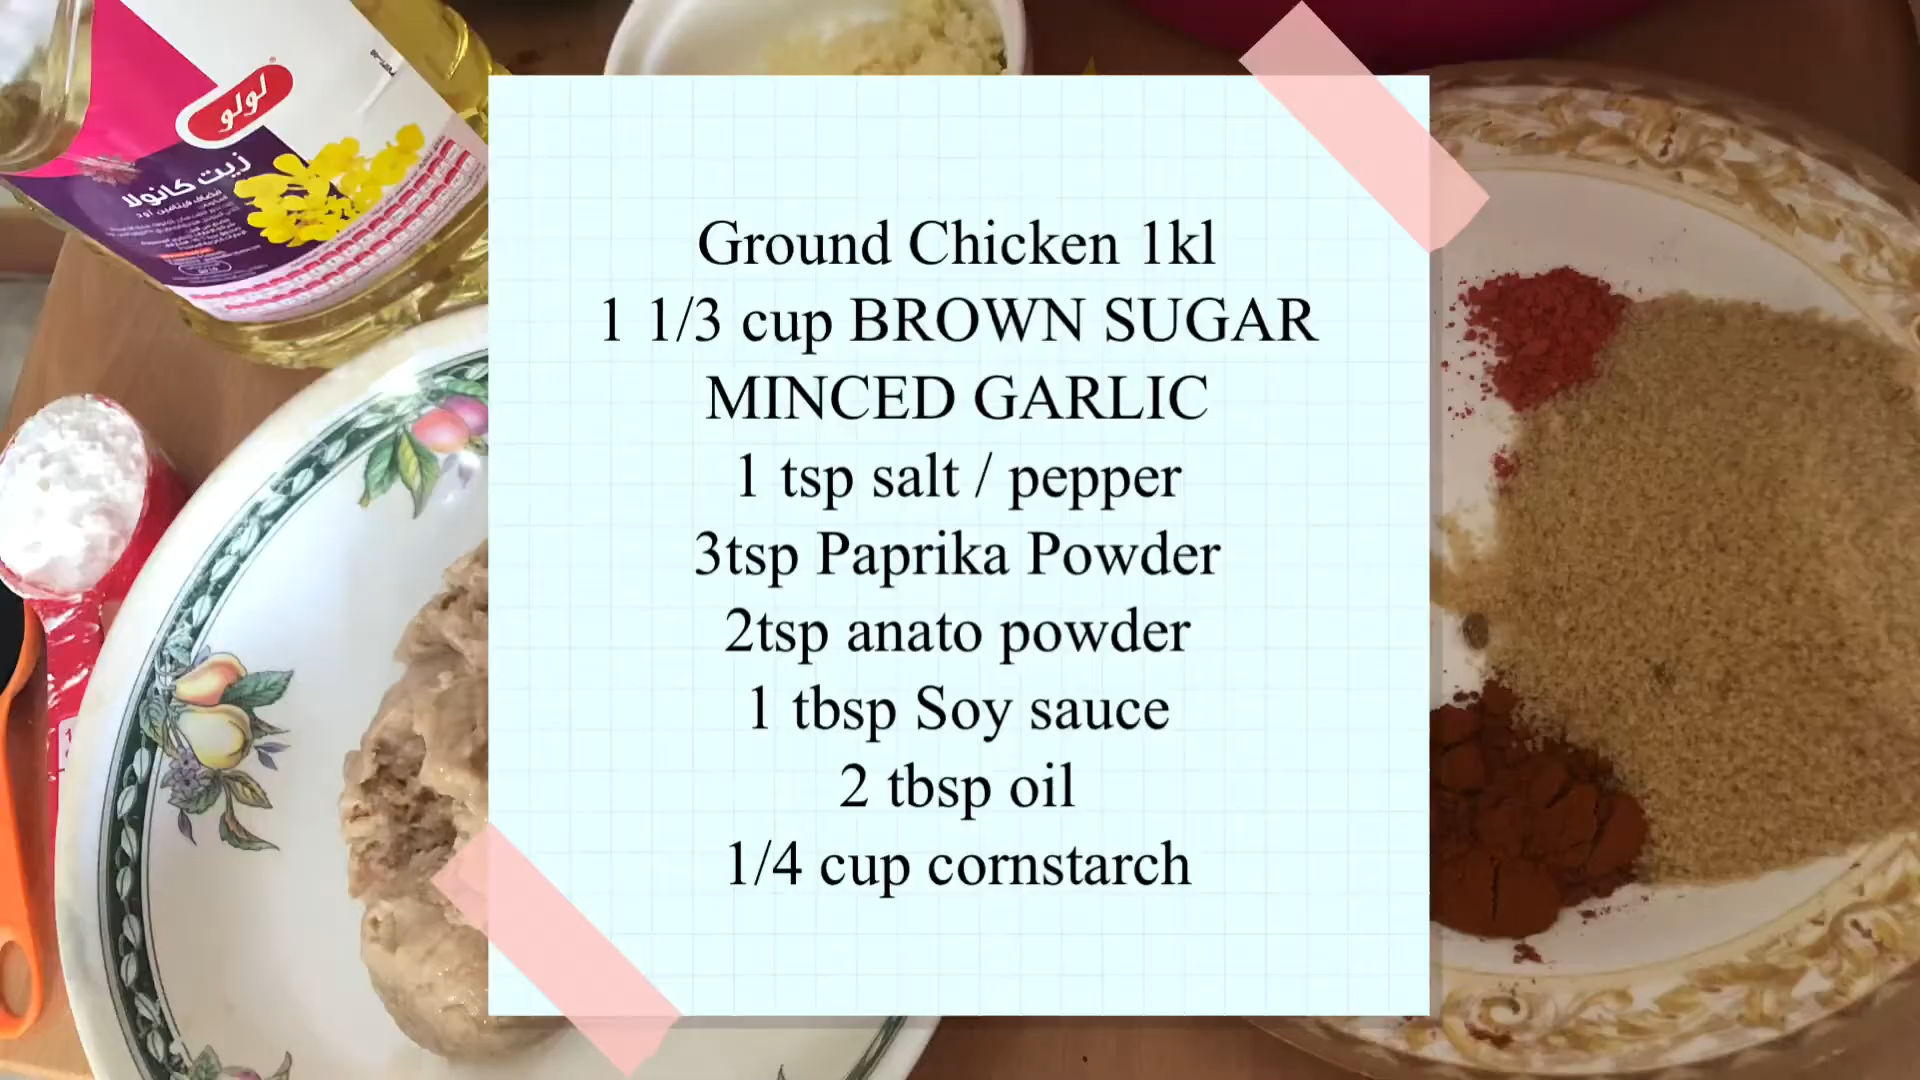 لولو
زيت كانولا
Ground Chicken 1kl
1 1/3 cup BROWN SUGAR
MINCED GARLIC
1 tsp salt / pepper
3tsp Paprika Powder
2tsp anato powder
1 tbsp Soy sauce
2 tbsp oil
1/4 cup cornstarch